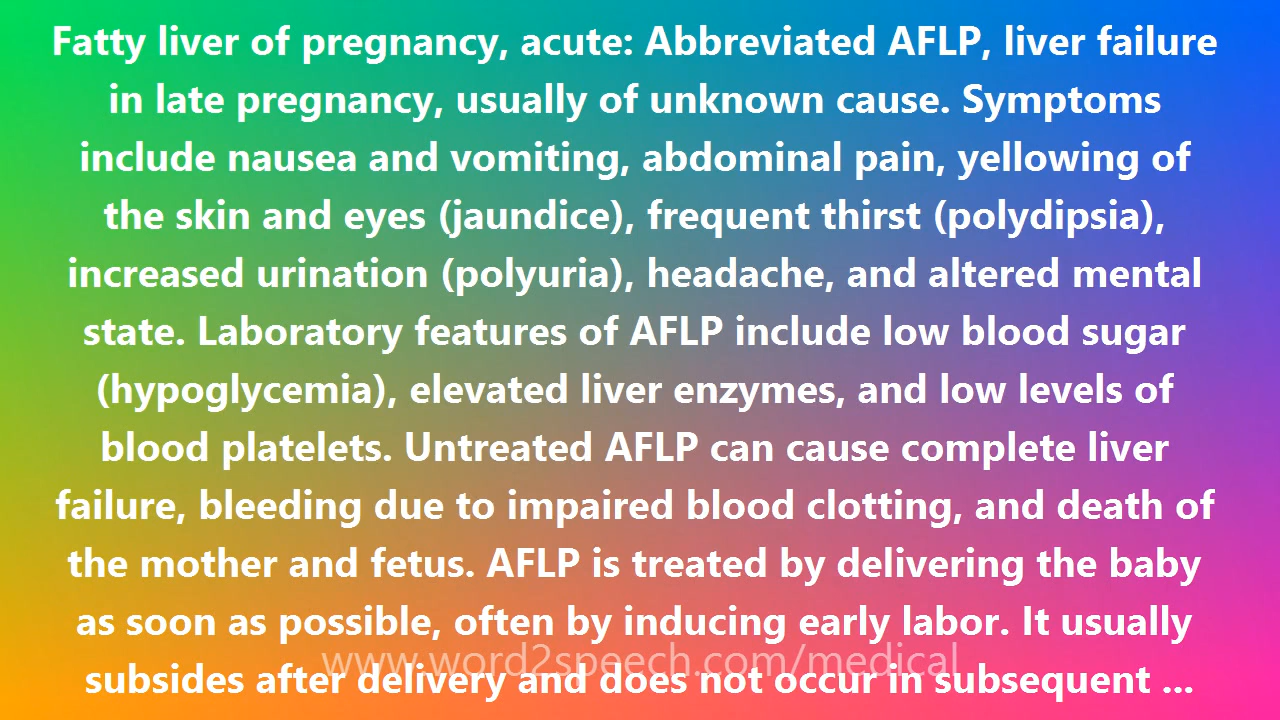 Fatty liver of pregnancy, acute: Abbreviated AFLP, liver failure
in late pregnancy, usually of unknown cause. Symptoms
include nausea and vomiting, abdominal pain, yellowing of
the skin and eyes (jaundice), frequent thirst (polydipsia),
increased urination (polyuria), headache, and altered mental
state. Laboratory features of AFLP include low blood sugar
(hypoglycemia), elevated liver enzymes, and low levels of
blood platelets. Untreated AFLP can cause complete liver
failure, bleeding due to impaired blood clotting, and death of
the mother and fetus. AFLP is treated by delivering the baby
as soon as possible, often by inducing early labor. It usually
www.word2speech.com/medical
subsides after delivery and does not occur in subsequent ...